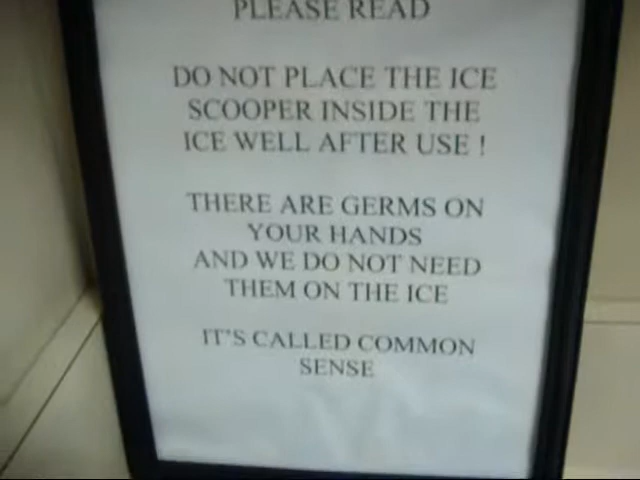 PLEASE READ
DO NOT PLACE THE ICE
SCOOPER INSIDE THE
ICE WELL AFTER USE !
THERE ARE GERMS ON
YOUR HANDS
AND WE DO NOT NEED
THEM ON THE ICE
IT'S CALLED COMMON
SENSE